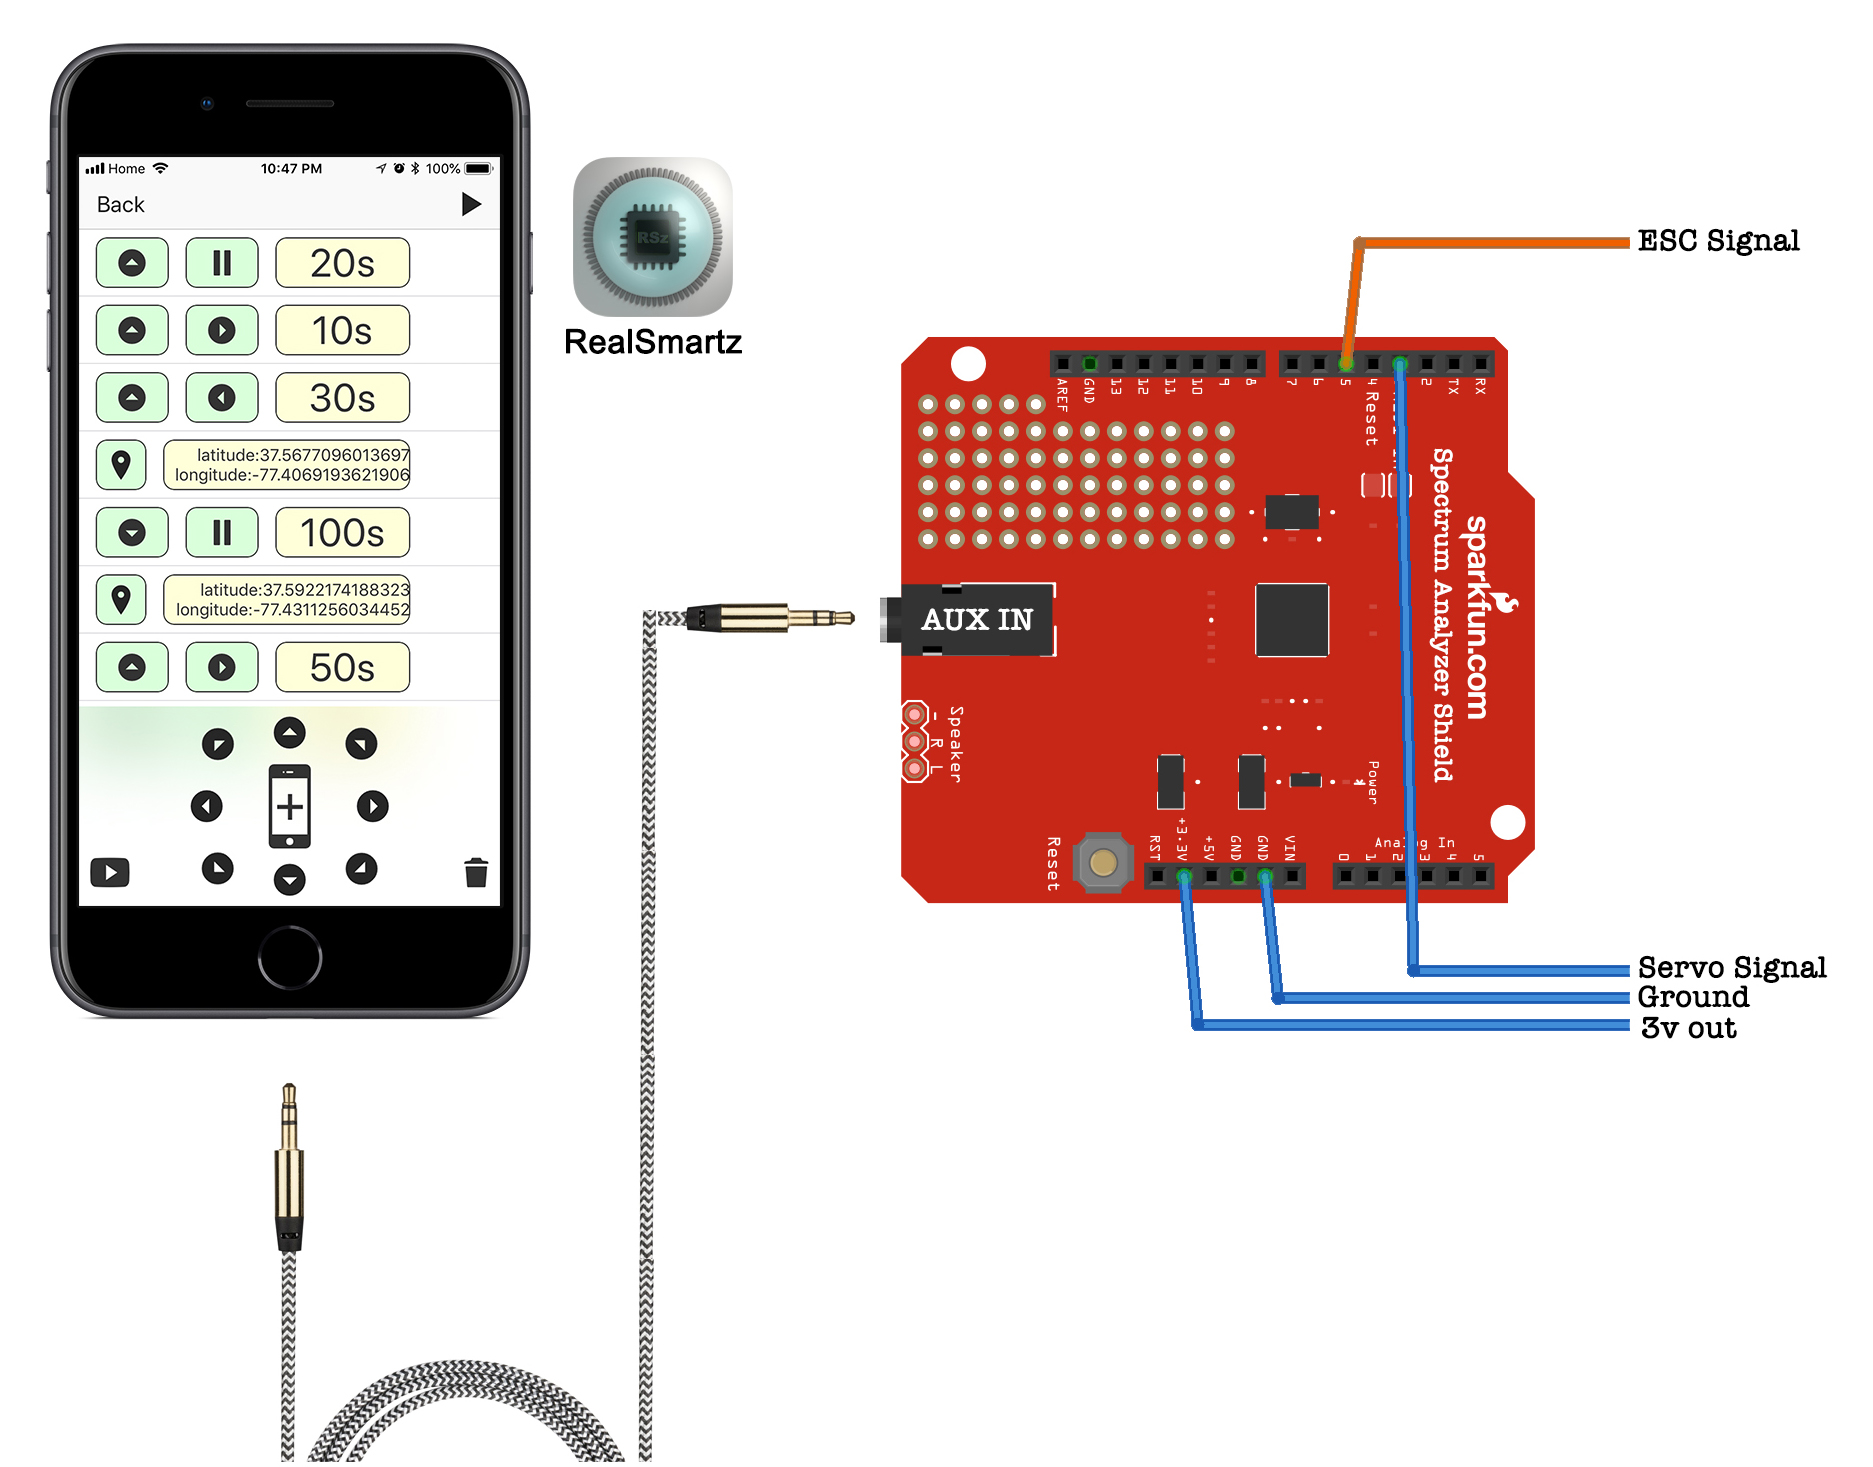 Home
10:47 PM
100%
Back
20s
10s
30s
latitude:37.5677096013697
longitude:-77.4069193621906
100s
latitude:37.5922174188323
longitude:-77.4311256034452
50s
RSz
RealSmartz
ESC Signal
AREF
GND
13
12
11
10
9
8
7
6
5
4
2
TX
RX
Reset
Spectrum Analyzer Shield
sparkfun.com
AUX IN
Speaker
-
R
L
Power
Reset
RST
+3.3V
+5V
GND
GND
VIN
Analog In
0
1
2
3
4
5
Servo Signal
Ground
3v out